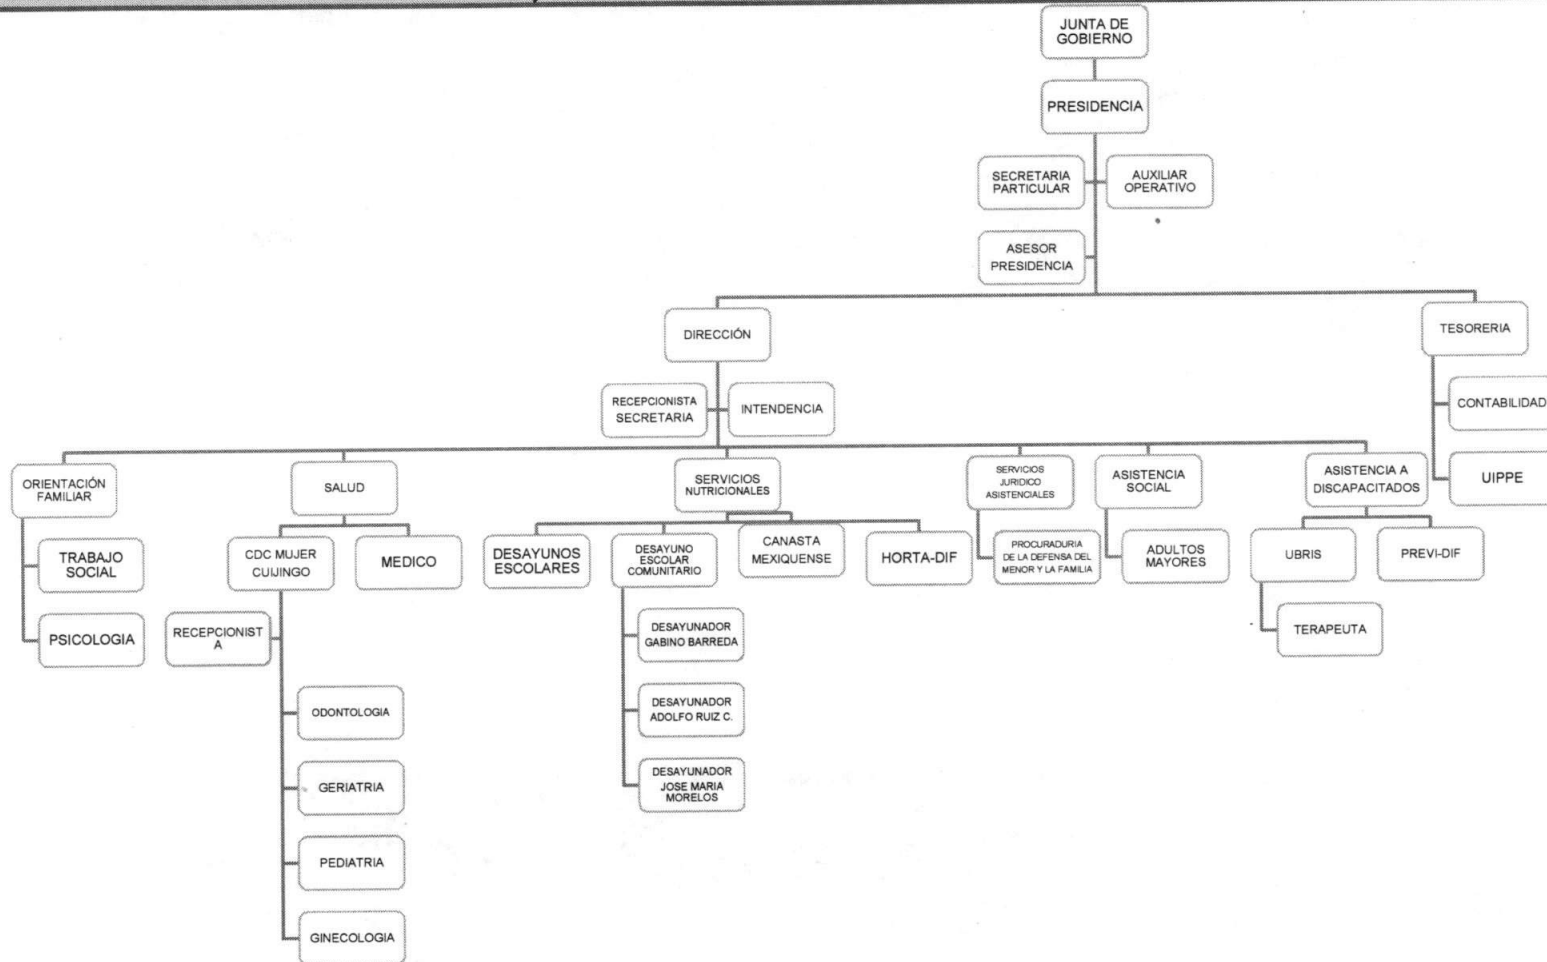 JUNTA DE
GOBIERNO
PRESIDENCIA
SECRETARIA
PARTICULAR
AUXILIAR
OPERATIVO
ASESOR
PRESIDENCIA
DIRECCIÓN
TESORERIA
RECEPCIONISTA
SECRETARIA
INTENDENCIA
CONTABILIDAD
UIPPE
ORIENTACIÓN
FAMILIAR
SALUD
SERVICIOS
NUTRICIONALES
SERVICIOS
JURIDICO
ASISTENCIALES
ASISTENCIA
SOCIAL
ASISTENCIA A
DISCAPACITADOS
TRABAJO
SOCIAL
PSICOLOGIA
CDC MUJER
CUIJINGO
MEDICO
RECEPCIONIST
A
ODONTOLOGIA
GERIATRIA
PEDIATRIA
GINECOLOGIA
DESAYUNOS
ESCOLARES
DESAYUNO
ESCOLAR
COMUNITARIO
CANASTA
MEXIQUENSE
HORTA-DIF
DESAYUNADOR
GABINO BARREDA
DESAYUNADOR
ADOLFO RUIZ C.
DESAYUNADOR
JOSE MARIA
MORELOS
PROCURADURIA
DE LA DEFENSA DEL
MENOR Y LA FAMILIA
ADULTOS
MAYORES
UBRIS
PREVI-DIF
TERAPEUTA